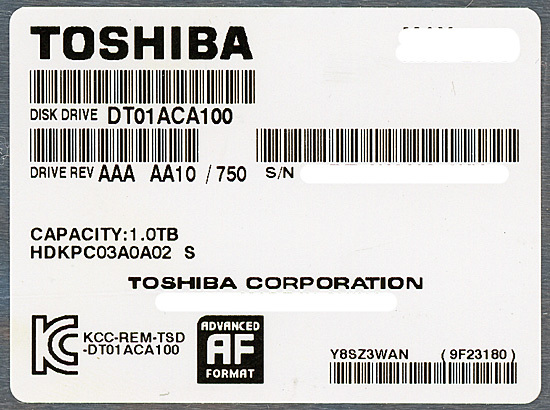 TOSHIBA
DISK DRIVE DT01ACA100
DRIVE REV AAA AA10 / 750 S/N
CAPACITY:1.0TB
HDKPC03A0A02 S
TOSHIBA CORPORATION
KCC-REM-TSD
-DT01ACA100
ADVANCED
AF
FORMAT
Y8SZ3WAN (9F23180)